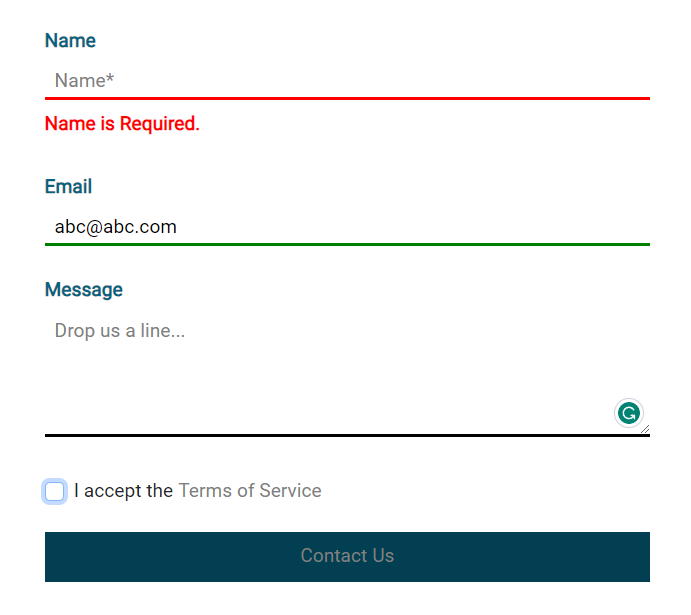 Name
Name*
Name is Required.
Email
abc@abc.com
Message
Drop us a line...
I accept the Terms of Service
Contact Us